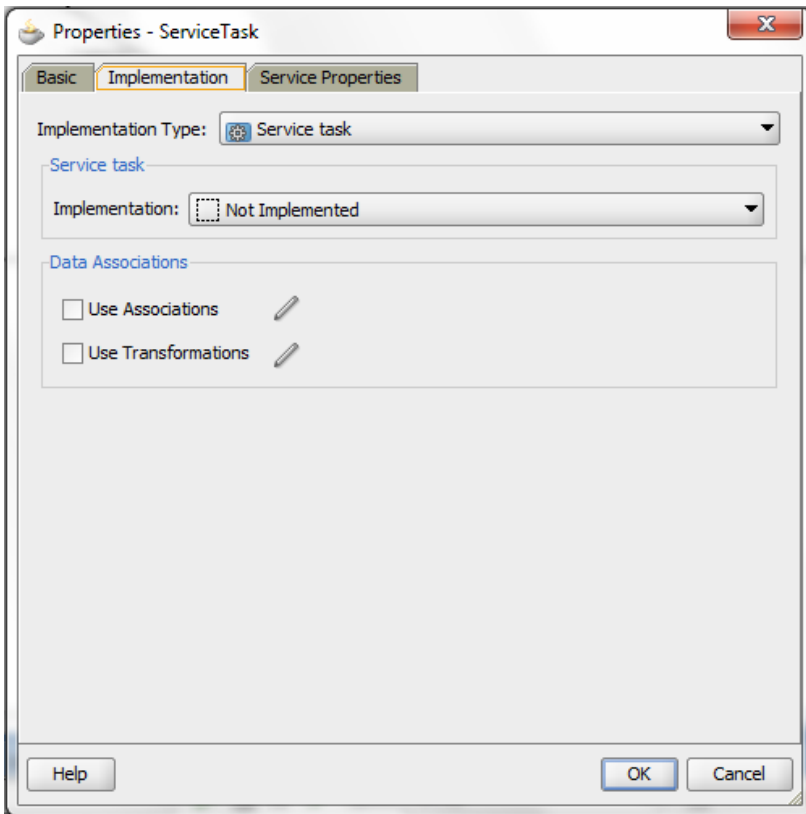 Properties - ServiceTask
Basic Implementation Service Properties
Implementation Type: Service task
Service task
Implementation: Not Implemented
Data Associations
Use Associations
Use Transformations
Help OK Cancel